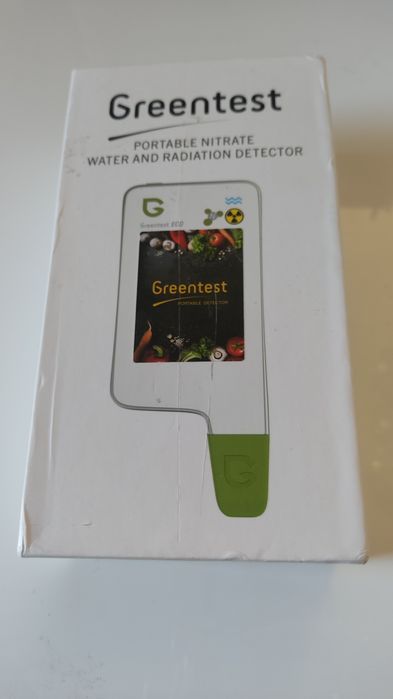 Greentest
PORTABLE NITRATE
WATER AND RADIATION DETECTOR
Greentest ECO
Greentest
PORTABLE DETECTOR